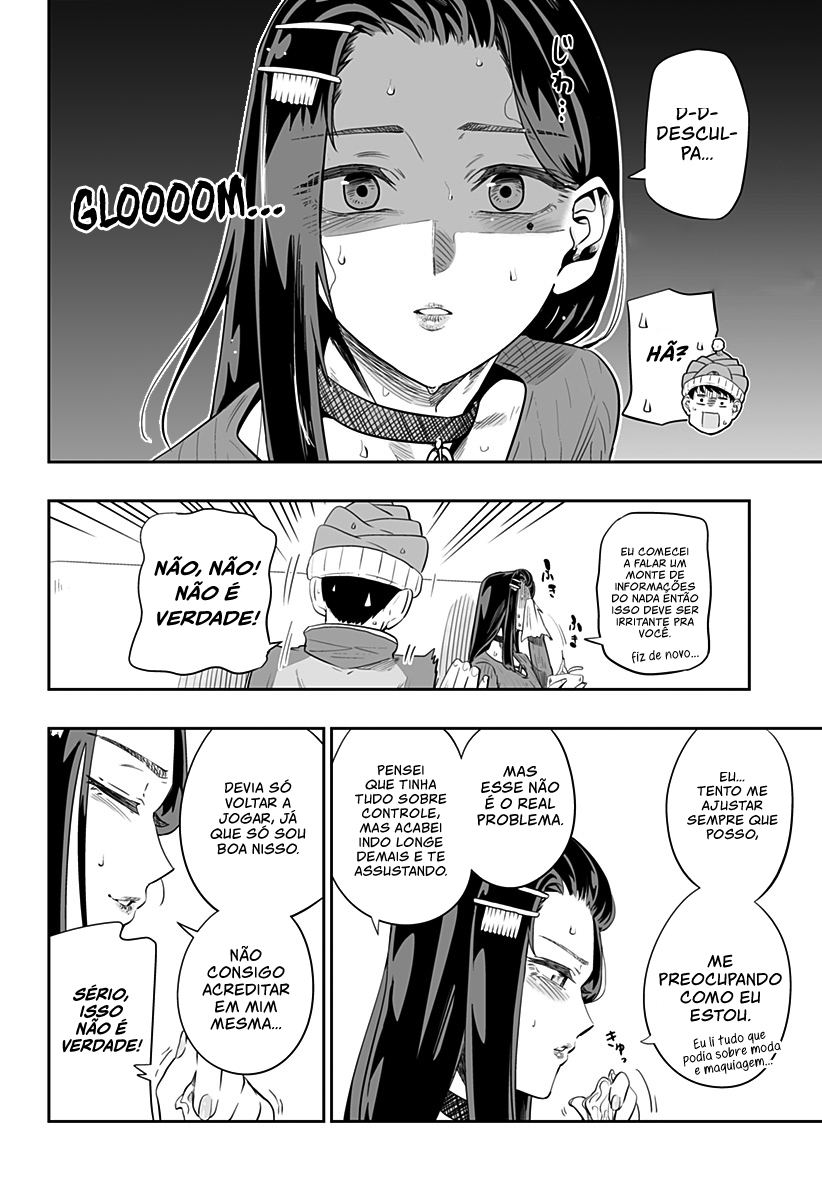 D-D-
DESCUL-
PA...
じわ...
GLOOOOM...
HÃ?
EU COMECEI
A FALAR UM
MONTE DE
INFORMAÇÕES
DO NADA ENTÃO
ISSO DEVE SER
IRRITANTE PRA
VOCÊ.
fiz de novo...
ふき
ふき
NÃO, NÃO!
NÃO É
VERDADE!
DEVIA SÓ
VOLTAR A
JOGAR, JÁ
QUE SÓ SOU
BOA NISSO.
NÃO
CONSIGO
ACREDITAR
EM MIM
MESMA...
SÉRIO,
ISSO
NÃO É
VERDADE!
EU...
TENTO ME
AJUSTAR
SEMPRE QUE
POSSO,
ME
PREOCUPANDO
COMO EU
ESTOU.
Eu li tudo que
podia sobre moda
e maquiagem...
MAS
ESSE NÃO
É O REAL
PROBLEMA.
PENSEI
QUE TINHA
TUDO SOBRE
CONTROLE,
MAS ACABEI
INDO LONGE
DEMAIS E TE
ASSUSTANDO.
きゅっ